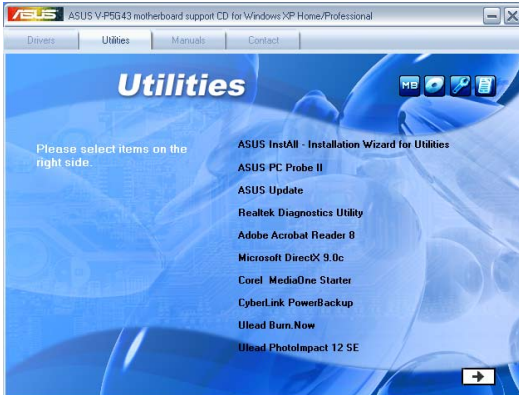 ASUS ASUS V-P5G43 motherboard support CD for Windows XP Home/Professional
Drivers Utilities Manuals Contact
Utilities
MB
Please select items on the
right side.
ASUS InstAll - Installation Wizard for Utilities
ASUS PC Probe II
ASUS Update
Realtek Diagnostics Utility
Adobe Acrobat Reader 8
Microsoft DirectX 9.0c
Corel MediaOne Starter
CyberLink PowerBackup
Ulead Burn.Now
Ulead PhotoImpact 12 SE